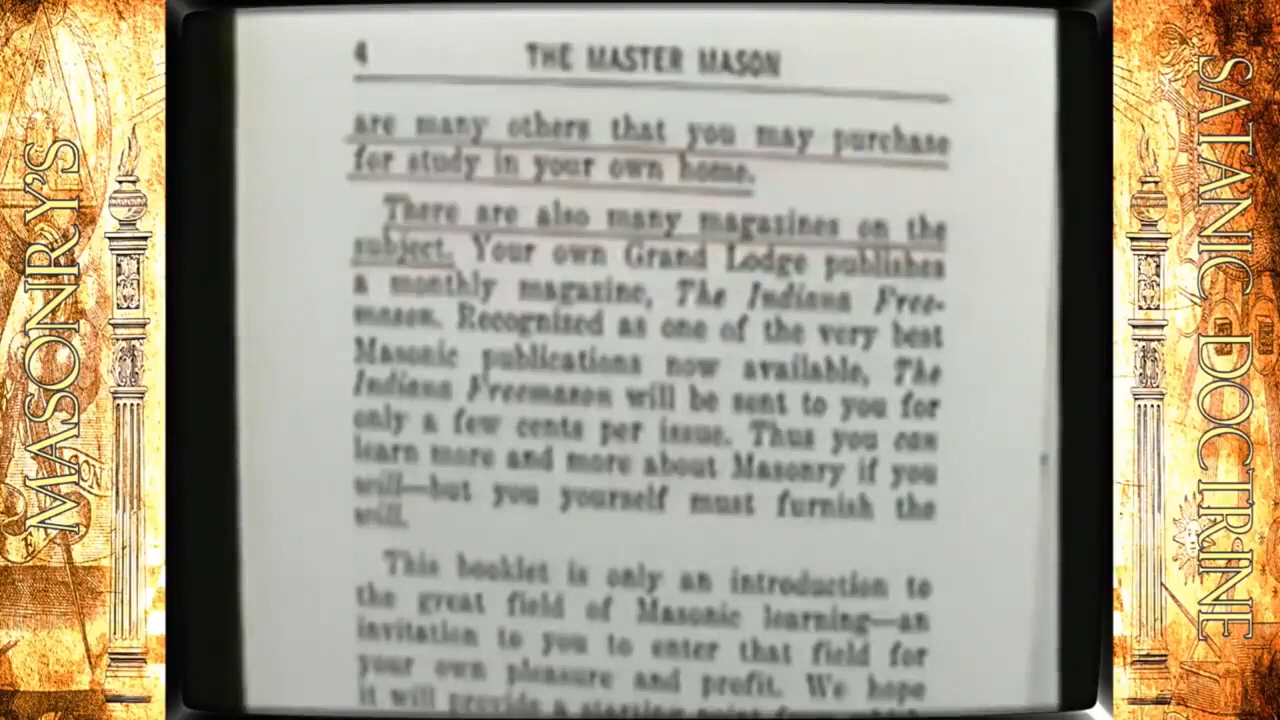 MASONRY'S
4 THE MASTER MASON
are many others that you may purchase
for study in your own home.
There are also many magazines on the
subject. Your own Grand Lodge publishes
a monthly magazine, The Indiana Free-
mason. Recognized as one of the very best
Masonic publications now available, The
Indiana Freemason will be sent to you for
only a few cents per issue. Thus you can
learn more and more about Masonry if you
will—but you yourself must furnish the
will.
This booklet is only an introduction to
the great field of Masonic learning—an
invitation to you to enter that field for
your own pleasure and profit. We hope
it will provide a starting
SATANIC DOCTRINE